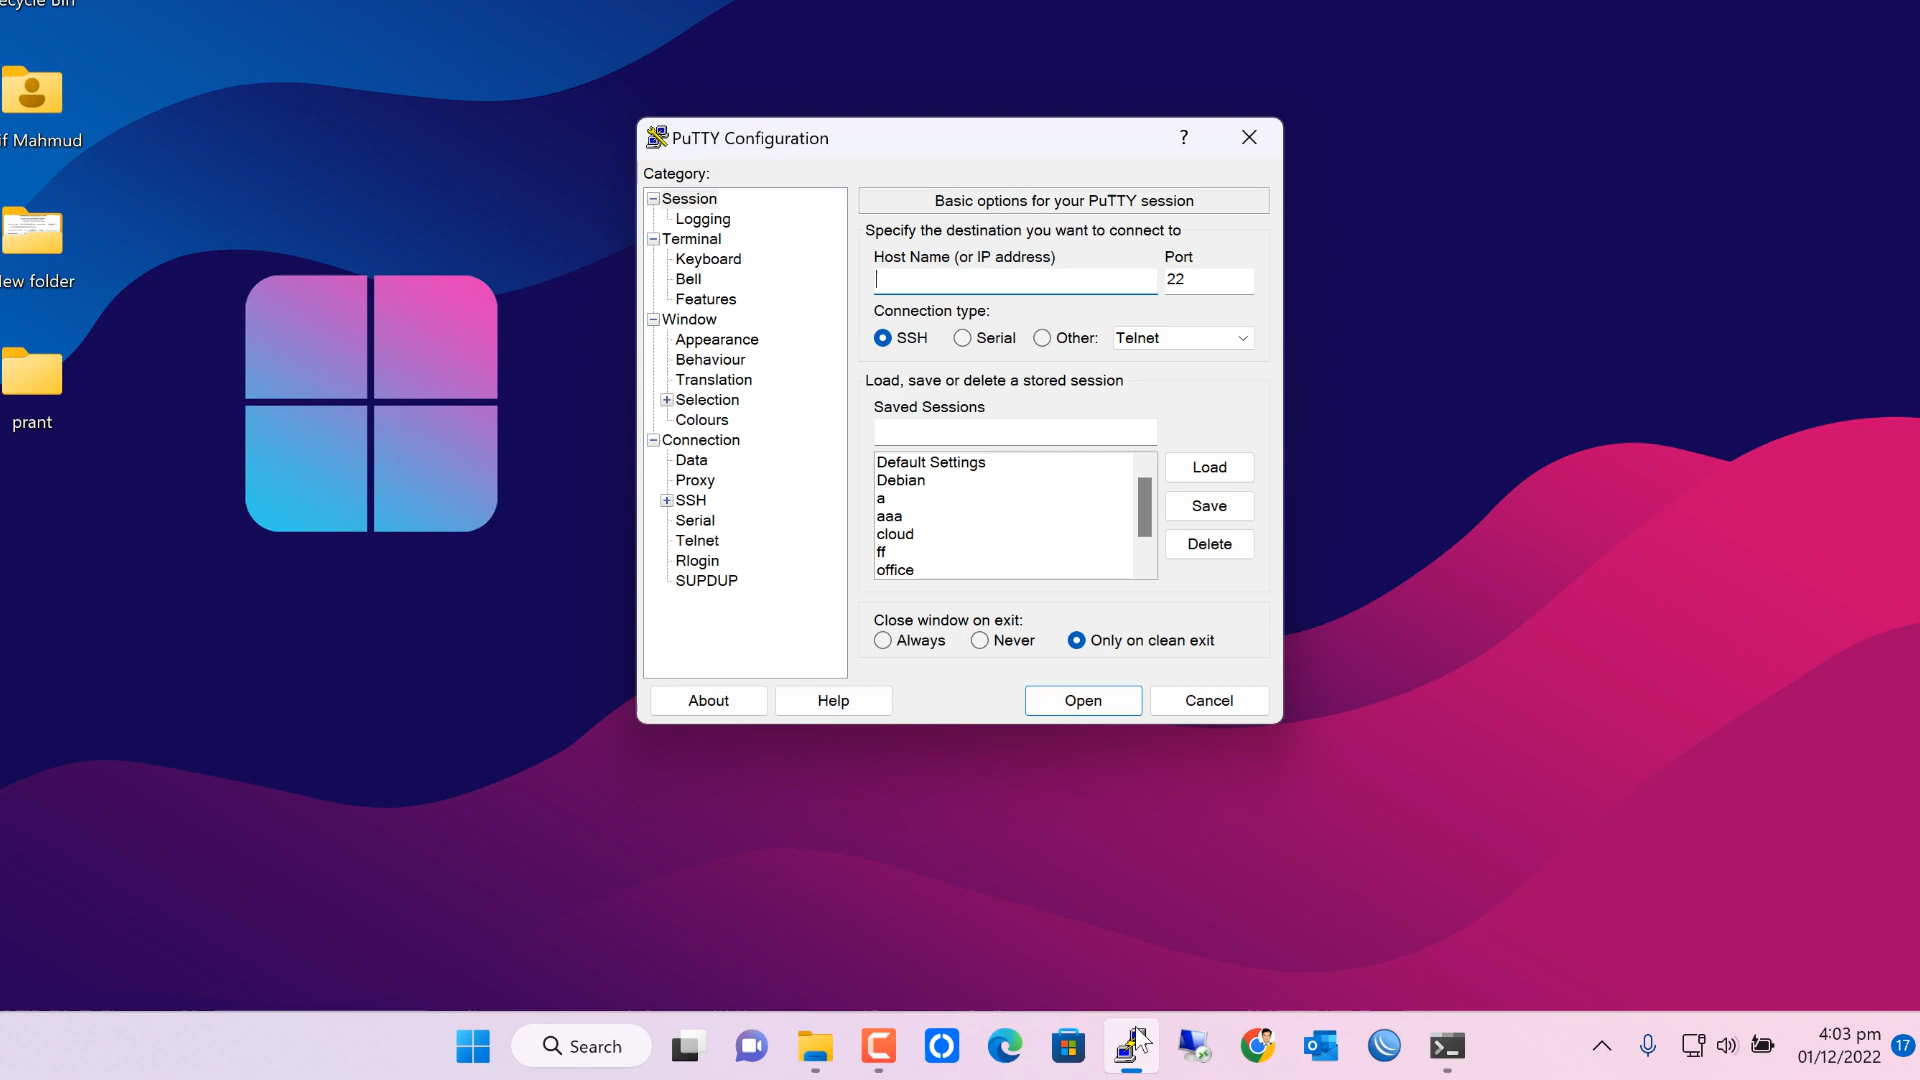 ecycle Bin
if Mahmud
ew folder
prant
PuTTY Configuration
?
Category:
Session
Logging
Terminal
Keyboard
Bell
Features
Window
Appearance
Behaviour
Translation
Selection
Colours
Connection
Data
Proxy
SSH
Serial
Telnet
Rlogin
SUPDUP
Basic options for your PuTTY session
Specify the destination you want to connect to
Host Name (or IP address) Port
22
Connection type:
SSH Serial Other: Telnet
Load, save or delete a stored session
Saved Sessions
Default Settings
Debian
a
aaa
cloud
ff
office
Load
Save
Delete
Close window on exit:
Always Never Only on clean exit
About Help Open Cancel
Search
4:03 pm
01/12/2022
17